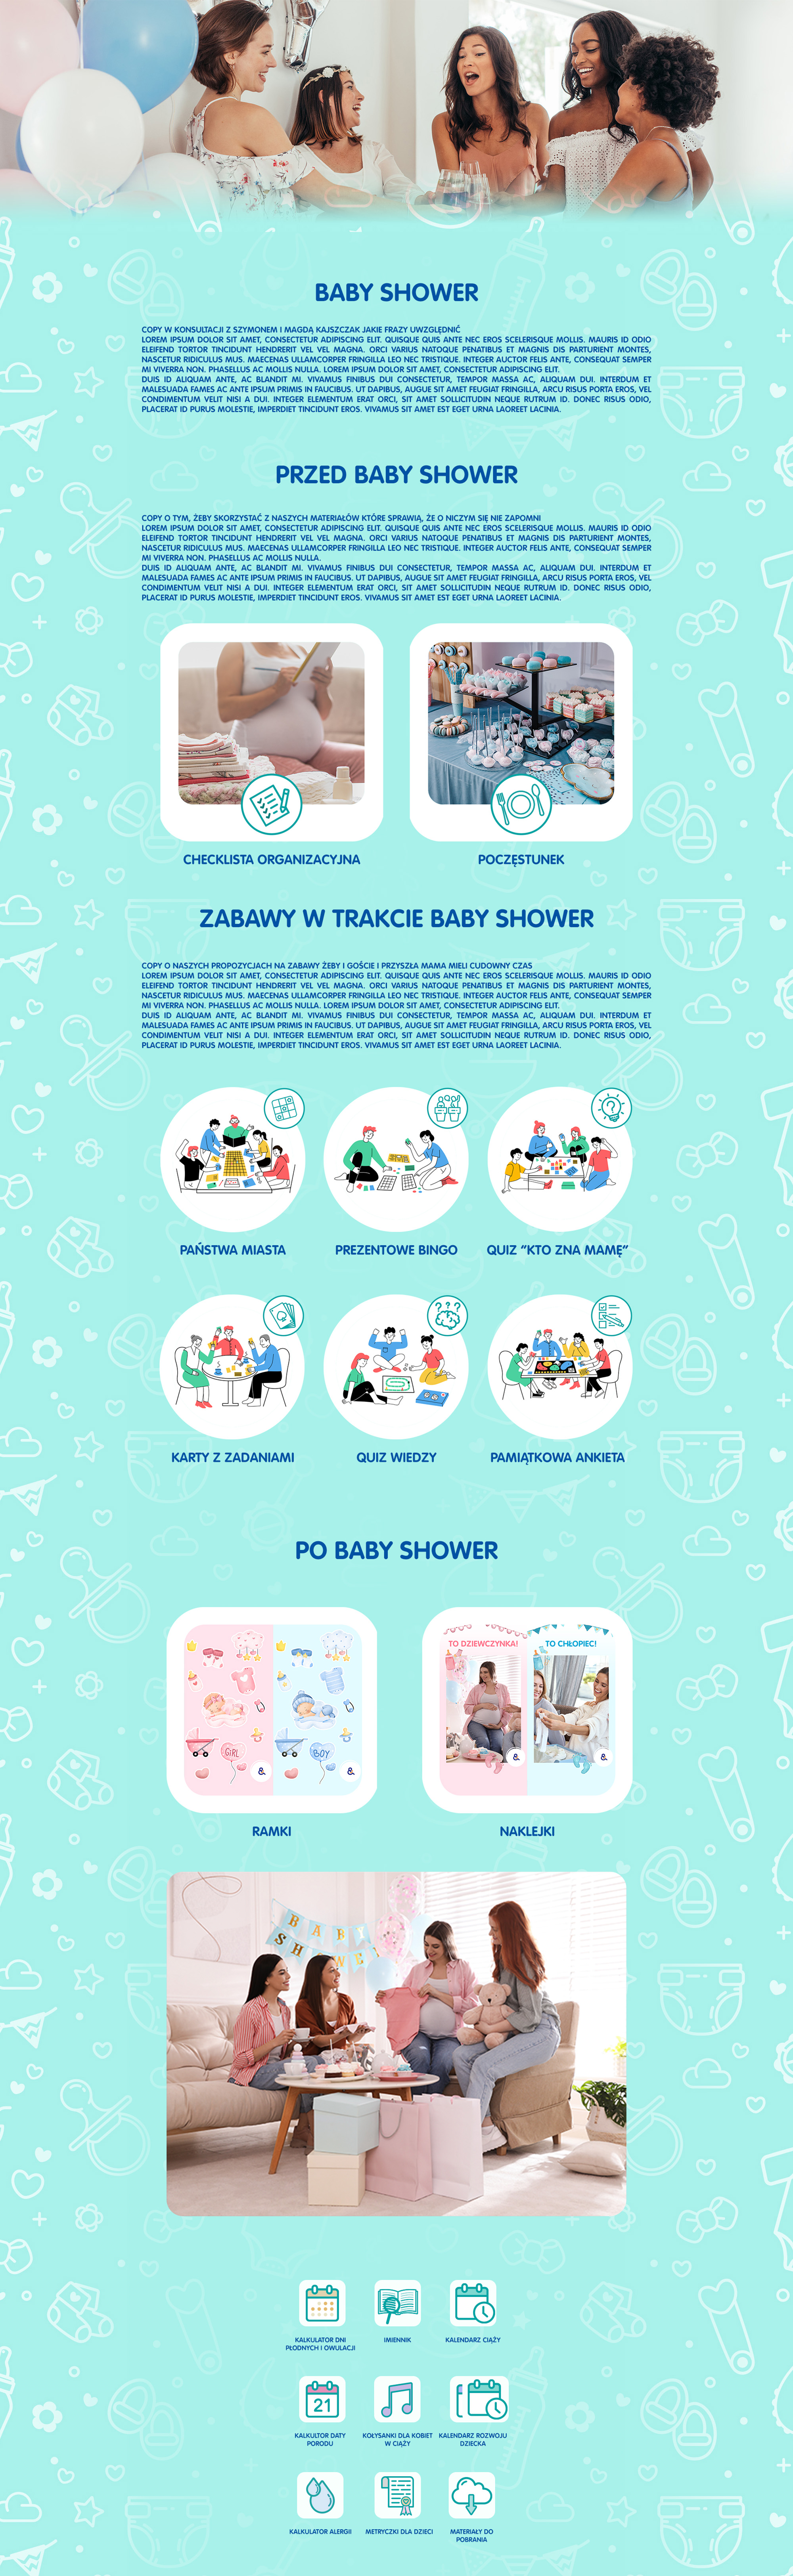 BABY SHOWER
COPY W KONSULTACJI Z SZYMONEM I MAGDĄ KAJSZCZAK JAKIE FRAZY UWZGLĘDNIĆ
LOREM IPSUM DOLOR SIT AMET, CONSECTETUR ADIPISCING ELIT. QUISQUE QUIS ANTE NEC EROS SCELERISQUE MOLLIS. MAURIS ID ODIO
ELEIFEND TORTOR TINCIDUNT HENDRERIT VEL VEL MAGNA. ORCI VARIUS NATOQUE PENATIBUS ET MAGNIS DIS PARTURIENT MONTES,
NASCETUR RIDICULUS MUS. MAECENAS ULLAMCORPER FRINGILLA LEO NEC TRISTIQUE. INTEGER AUCTOR FELIS ANTE, CONSEQUAT SEMPER
MI VIVERRA NON. PHASELLUS AC MOLLIS NULLA. LOREM IPSUM DOLOR SIT AMET, CONSECTETUR ADIPISCING ELIT.
DUIS ID ALIQUAM ANTE, AC BLANDIT MI. VIVAMUS FINIBUS DUI CONSECTETUR, TEMPOR MASSA AC, ALIQUAM DUI. INTERDUM ET
MALESUADA FAMES AC ANTE IPSUM PRIMIS IN FAUCIBUS. UT DAPIBUS, AUGUE SIT AMET FEUGIAT FRINGILLA, ARCU RISUS PORTA EROS, VEL
CONDIMENTUM VELIT NISI A DUI. INTEGER ELEMENTUM ERAT ORCI, SIT AMET SOLLICITUDIN NEQUE RUTRUM ID. DONEC RISUS ODIO,
PLACERAT ID PURUS MOLESTIE, IMPERDIET TINCIDUNT EROS. VIVAMUS SIT AMET EST EGET URNA LAOREET LACINIA.
PRZED BABY SHOWER
COPY O TYM, ŻEBY SKORZYSTAĆ Z NASZYCH MATERIAŁÓW KTÓRE SPRAWIĄ, ŻE O NICZYM SIĘ NIE ZAPOMNI
LOREM IPSUM DOLOR SIT AMET, CONSECTETUR ADIPISCING ELIT. QUISQUE QUIS ANTE NEC EROS SCELERISQUE MOLLIS. MAURIS ID ODIO
ELEIFEND TORTOR TINCIDUNT HENDRERIT VEL VEL MAGNA. ORCI VARIUS NATOQUE PENATIBUS ET MAGNIS DIS PARTURIENT MONTES,
NASCETUR RIDICULUS MUS. MAECENAS ULLAMCORPER FRINGILLA LEO NEC TRISTIQUE. INTEGER AUCTOR FELIS ANTE, CONSEQUAT SEMPER
MI VIVERRA NON. PHASELLUS AC MOLLIS NULLA.
DUIS ID ALIQUAM ANTE, AC BLANDIT MI. VIVAMUS FINIBUS DUI CONSECTETUR, TEMPOR MASSA AC, ALIQUAM DUI. INTERDUM ET
MALESUADA FAMES AC ANTE IPSUM PRIMIS IN FAUCIBUS. UT DAPIBUS, AUGUE SIT AMET FEUGIAT FRINGILLA, ARCU RISUS PORTA EROS, VEL
CONDIMENTUM VELIT NISI A DUI. INTEGER ELEMENTUM ERAT ORCI, SIT AMET SOLLICITUDIN NEQUE RUTRUM ID. DONEC RISUS ODIO,
PLACERAT ID PURUS MOLESTIE, IMPERDIET TINCIDUNT EROS. VIVAMUS SIT AMET EST EGET URNA LAOREET LACINIA.
CHECKLISTA ORGANIZACYJNA
POCZĘSTUNEK
ZABAWY W TRAKCIE BABY SHOWER
COPY O NASZYCH PROPOZYCJACH NA ZABAWY ŻEBY I GOŚCIE I PRZYSZŁA MAMA MIELI CUDOWNY CZAS
LOREM IPSUM DOLOR SIT AMET, CONSECTETUR ADIPISCING ELIT. QUISQUE QUIS ANTE NEC EROS SCELERISQUE MOLLIS. MAURIS ID ODIO
ELEIFEND TORTOR TINCIDUNT HENDRERIT VEL VEL MAGNA. ORCI VARIUS NATOQUE PENATIBUS ET MAGNIS DIS PARTURIENT MONTES,
NASCETUR RIDICULUS MUS. MAECENAS ULLAMCORPER FRINGILLA LEO NEC TRISTIQUE. INTEGER AUCTOR FELIS ANTE, CONSEQUAT SEMPER
MI VIVERRA NON. PHASELLUS AC MOLLIS NULLA. LOREM IPSUM DOLOR SIT AMET, CONSECTETUR ADIPISCING ELIT.
DUIS ID ALIQUAM ANTE, AC BLANDIT MI. VIVAMUS FINIBUS DUI CONSECTETUR, TEMPOR MASSA AC, ALIQUAM DUI. INTERDUM ET
MALESUADA FAMES AC ANTE IPSUM PRIMIS IN FAUCIBUS. UT DAPIBUS, AUGUE SIT AMET FEUGIAT FRINGILLA, ARCU RISUS PORTA EROS, VEL
CONDIMENTUM VELIT NISI A DUI. INTEGER ELEMENTUM ERAT ORCI, SIT AMET SOLLICITUDIN NEQUE RUTRUM ID. DONEC RISUS ODIO,
PLACERAT ID PURUS MOLESTIE, IMPERDIET TINCIDUNT EROS. VIVAMUS SIT AMET EST EGET URNA LAOREET LACINIA.
PAŃSTWA MIASTA
PREZENTOWE BINGO
QUIZ "KTO ZNA MAMĘ"
KARTY Z ZADANIAMI
QUIZ WIEDZY
PAMIĄTKOWA ANKIETA
PO BABY SHOWER
GIRL
BOY
TO DZIEWCZYNKA!
TO CHŁOPIEC!
RAMKI
NAKLEJKI
BABY
SHOWE
KALKULATOR DNI
PŁODNYCH I OWULACJI
IMIENNIK
KALENDARZ CIĄŻY
21
KALKULTOR DATY
PORODU
KOŁYSANKI DLA KOBIET
W CIĄŻY
KALENDARZ ROZWOJU
DZIECKA
KALKULATOR ALERGII
METRYCZKI DLA DZIECI
MATERIAŁY DO
POBRANIA